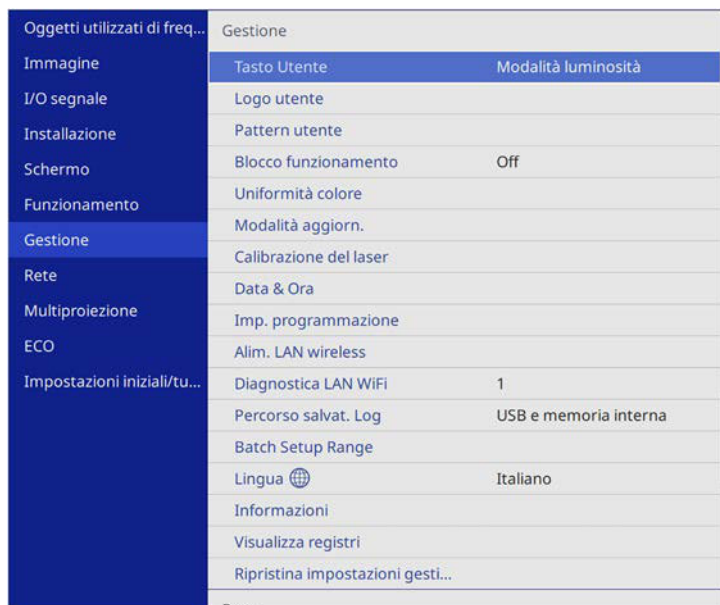 Oggetti utilizzati di freq...
Immagine
I/O segnale
Installazione
Schermo
Funzionamento
Gestione
Rete
Multiproiezione
ECO
Impostazioni iniziali/tu...
Gestione
Tasto Utente Modalità luminosità
Logo utente
Pattern utente
Blocco funzionamento Off
Uniformità colore
Modalità aggiorn.
Calibrazione del laser
Data & Ora
Imp. programmazione
Alim. LAN wireless
Diagnostica LAN WiFi 1
Percorso salvat. Log USB e memoria interna
Batch Setup Range
Lingua Italiano
Informazioni
Visualizza registri
Ripristina impostazioni gesti...